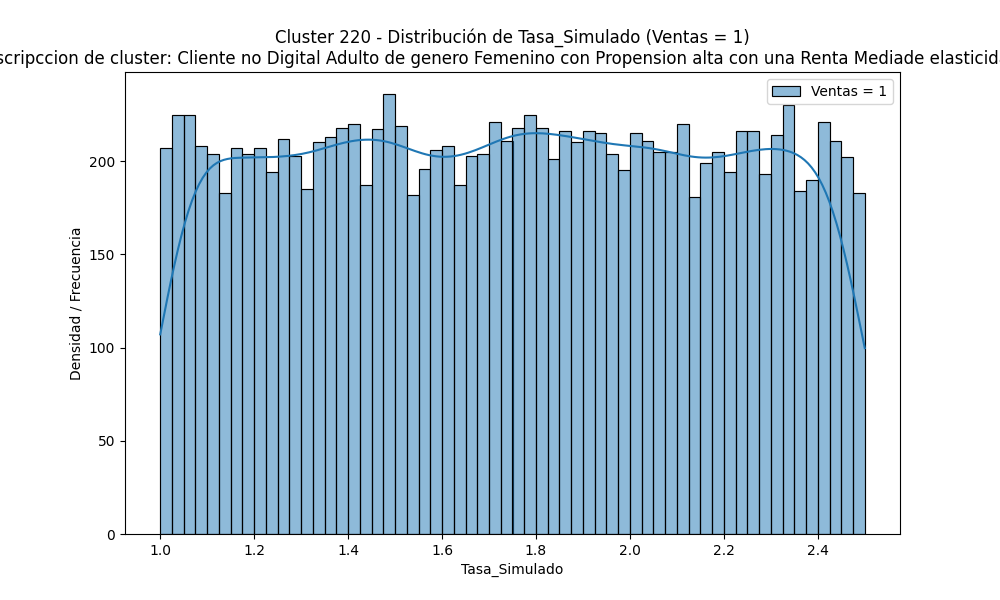 Cluster 220 - Distribución de Tasa_Simulado (Ventas = 1)
scripccion de cluster: Cliente no Digital Adulto de genero Femenino con Propension alta con una Renta Mediade elasticid
Ventas = 1
Densidad / Frecuencia
200
150
100
50
0
1.0 1.2 1.4 1.6 1.8 2.0 2.2 2.4
Tasa_Simulado